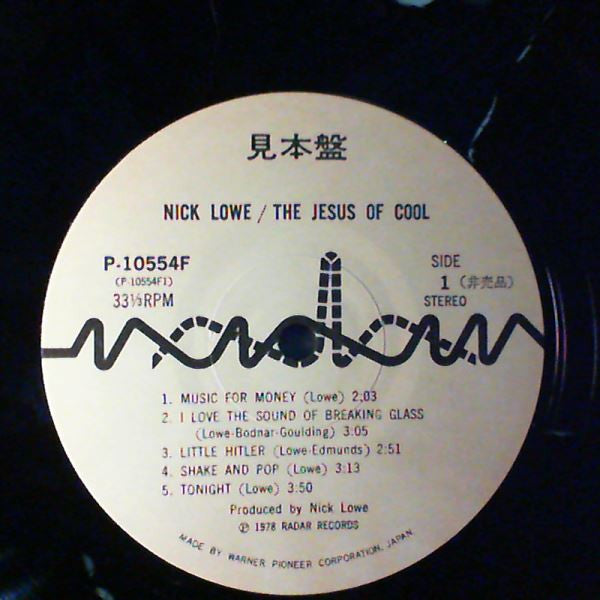 見本盤
NICK LOWE / THE JESUS OF COOL
P-10554F
(P-10554F1)
33⅓RPM
SIDE
1 (非売品)
STEREO
1. MUSIC FOR MONEY (Lowe) 2:03
2. I LOVE THE SOUND OF BREAKING GLASS
(Lowe-Bodnar-Goulding) 3:05
3. LITTLE HITLER (Lowe-Edmunds) 2:51
4. SHAKE AND POP (Lowe) 3:13
5. TONIGHT (Lowe) 3:50
Produced by Nick Lowe
℗ 1978 RADAR RECORDS
MADE BY WARNER PIONEER CORPORATION, JAPAN